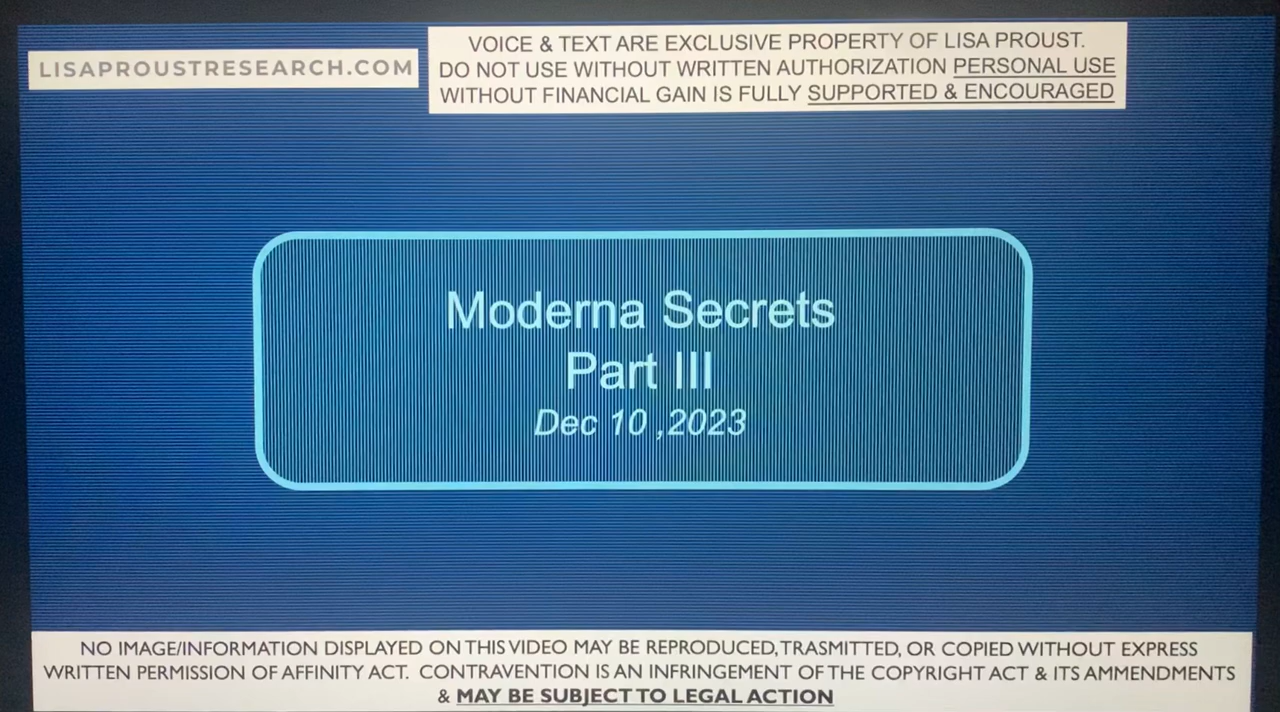 LISAPROUSTRESEARCH.COM
VOICE & TEXT ARE EXCLUSIVE PROPERTY OF LISA PROUST.
DO NOT USE WITHOUT WRITTEN AUTHORIZATION PERSONAL USE
WITHOUT FINANCIAL GAIN IS FULLY SUPPORTED & ENCOURAGED
Moderna Secrets
Part III
Dec 10 ,2023
NO IMAGE/INFORMATION DISPLAYED ON THIS VIDEO MAY BE REPRODUCED, TRASMITTED, OR COPIED WITHOUT EXPRESS
WRITTEN PERMISSION OF AFFINITY ACT. CONTRAVENTION IS AN INFRINGEMENT OF THE COPYRIGHT ACT & ITS AMMENDMENTS
& MAY BE SUBJECT TO LEGAL ACTION